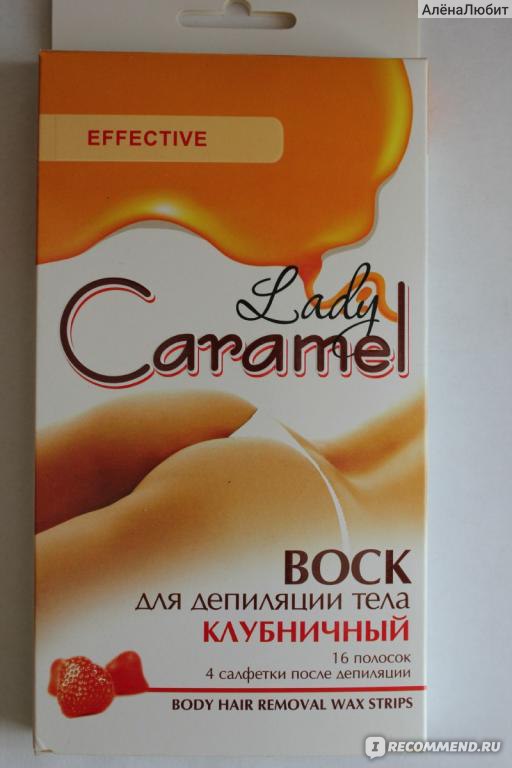 АлёнаЛюбит
EFFECTIVE
Lady
Caramel
ВОСК
для депиляции тела
КЛУБНИЧНЫЙ
16 полосок
4 салфетки после депиляции
BODY HAIR REMOVAL WAX STRIPS
I RECOMMEND.RU